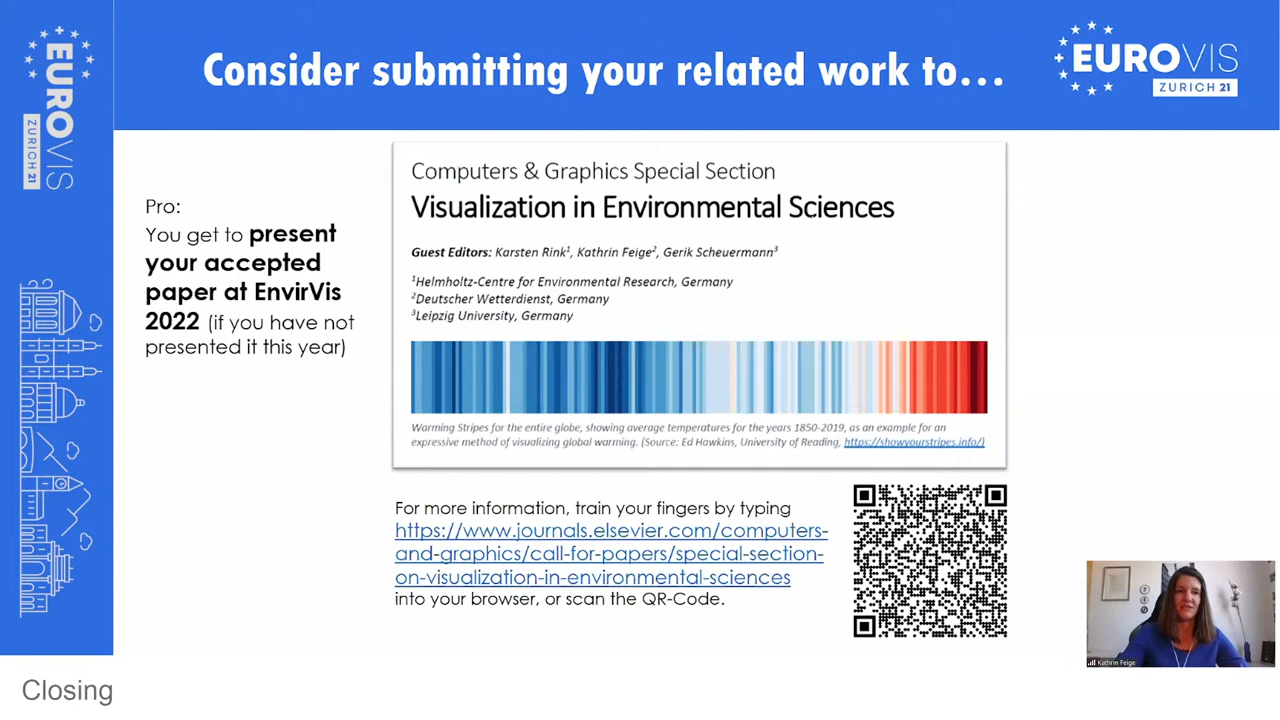 Consider submitting your related work to...
EUROVIS
ZURICH 21
EUROVIS
ZURICH 21
Pro:
You get to present
your accepted
paper at EnvirVis
2022 (if you have not
presented it this year)
Computers & Graphics Special Section
Visualization in Environmental Sciences
Guest Editors: Karsten Rink¹, Kathrin Feige², Gerik Scheuermann³
¹Helmholtz-Centre for Environmental Research, Germany
²Deutscher Wetterdienst, Germany
³Leipzig University, Germany
Warming Stripes for the entire globe, showing average temperatures for the years 1850-2019, as an example for an
expressive method of visualizing global warming. (Source: Ed Hawkins, University of Reading, https://showyourstripes.info/)
For more information, train your fingers by typing
https://www.journals.elsevier.com/computers-
and-graphics/call-for-papers/special-section-
on-visualization-in-environmental-sciences
into your browser, or scan the QR-Code.
Kathrin Feige
Closing